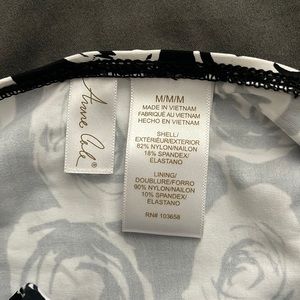 Anne Cole®
M/M/M
MADE IN VIETNAM
FABRIQUÉ AU VIETNAM
HECHO EN VIETNAM
SHELL/
EXTÉRIEUR/EXTERIOR
82% NYLON/NAILON
18% SPANDEX/
ELASTANO
LINING/
DOUBLURE/FORRO
90% NYLON/NAILON
10% SPANDEX/
ELASTANO
RN# 103658